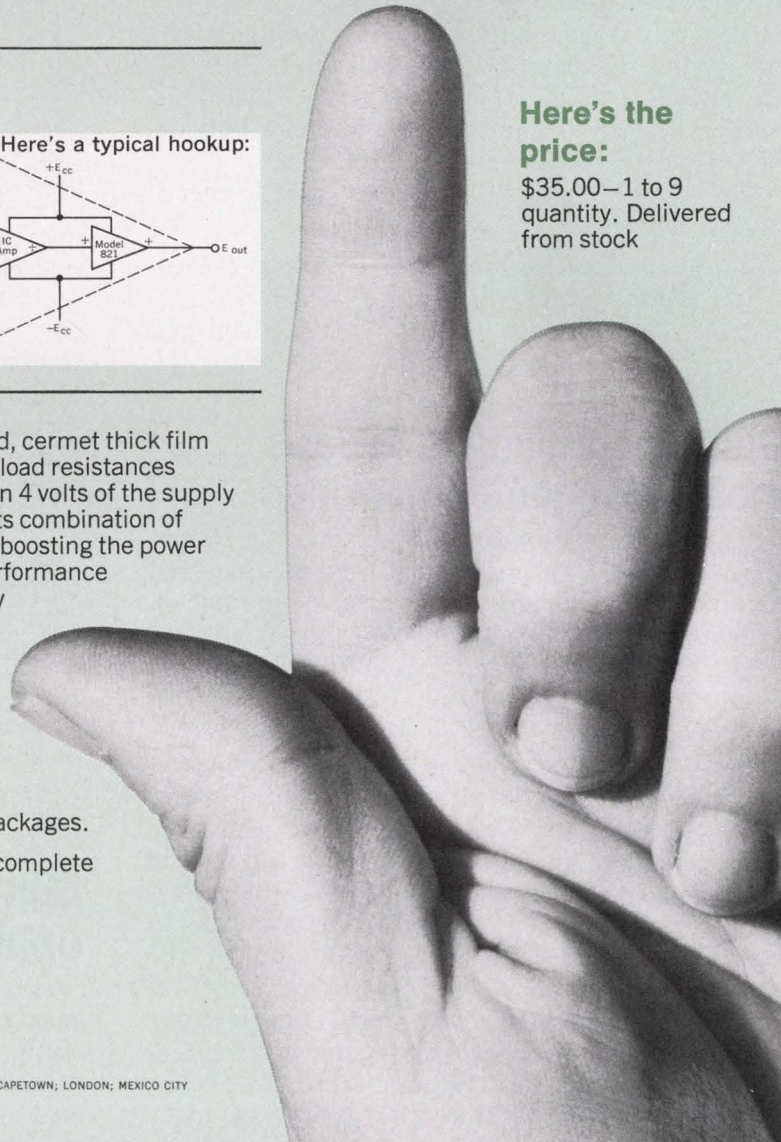 Here's a typical hookup:
+Ecc
IC
Amp
+
+
Model
821
+
E out
−Ecc
Here's the
price:
$35.00—1 to 9
quantity. Delivered
from stock
d, cermet thick film
load resistances
n 4 volts of the supply
ts combination of
boosting the power
rformance
y
ackages.
complete
CAPETOWN; LONDON; MEXICO CITY